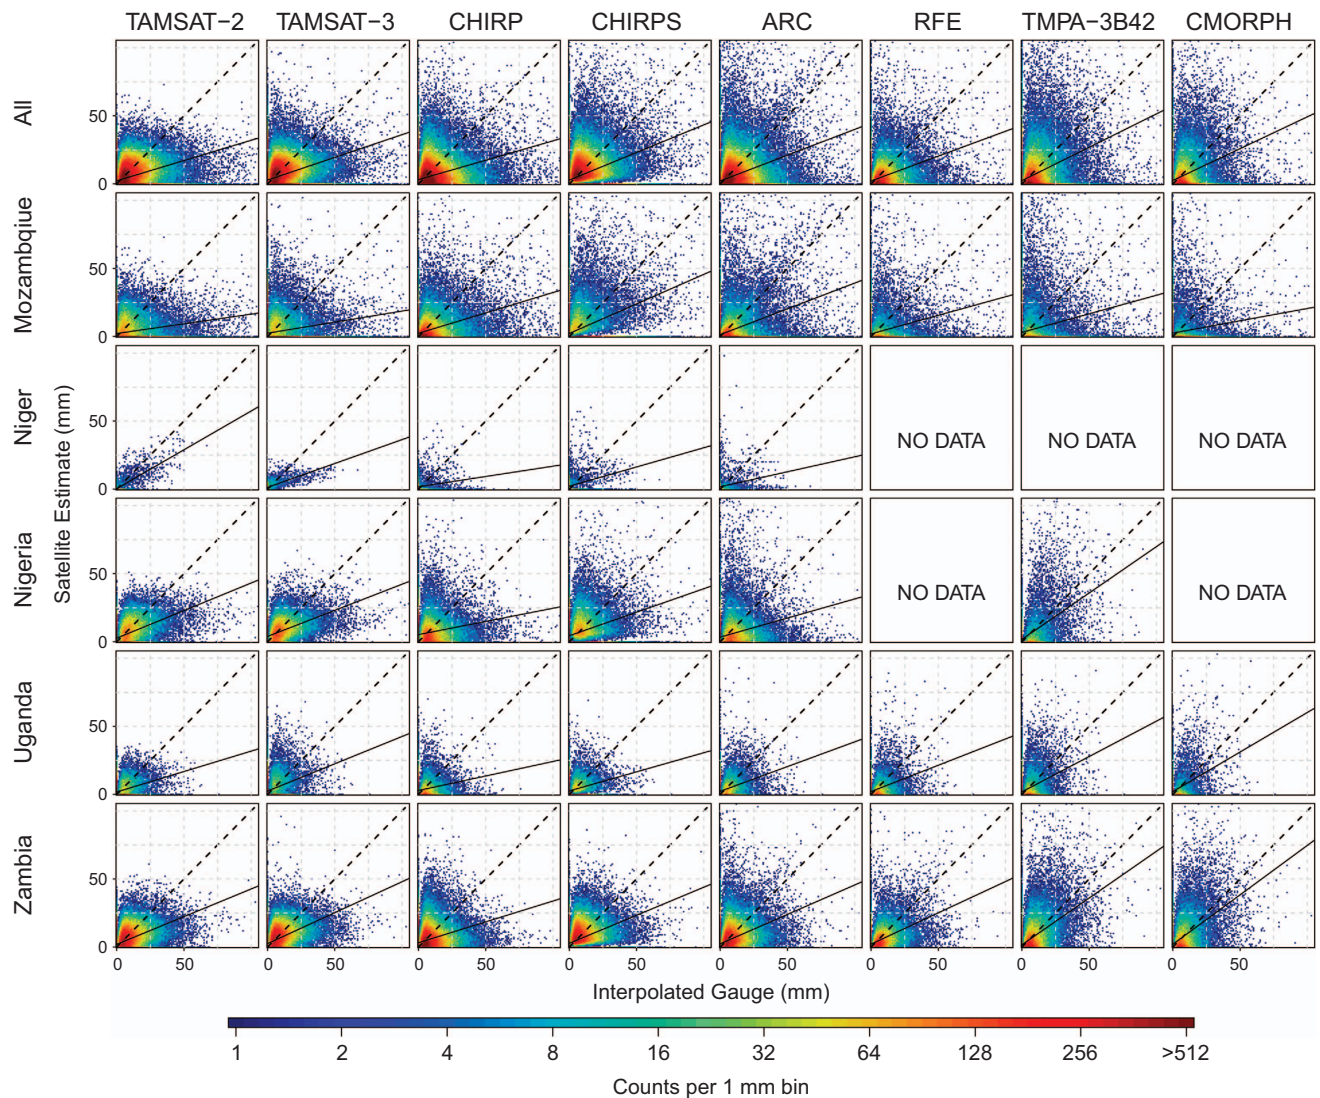 TAMSAT−2 TAMSAT−3 CHIRP CHIRPS ARC RFE TMPA−3B42 CMORPH
All
50
0
Mozambqiue
50
0
Niger
50
0
NO DATA NO DATA NO DATA
Satellite Estimate (mm)
Nigeria
50
0
NO DATA NO DATA
Uganda
50
0
Zambia
50
0
0 50 0 50 0 50 0 50 0 50 0 50 0 50 0 50
Interpolated Gauge (mm)
1 2 4 8 16 32 64 128 256 >512
Counts per 1 mm bin